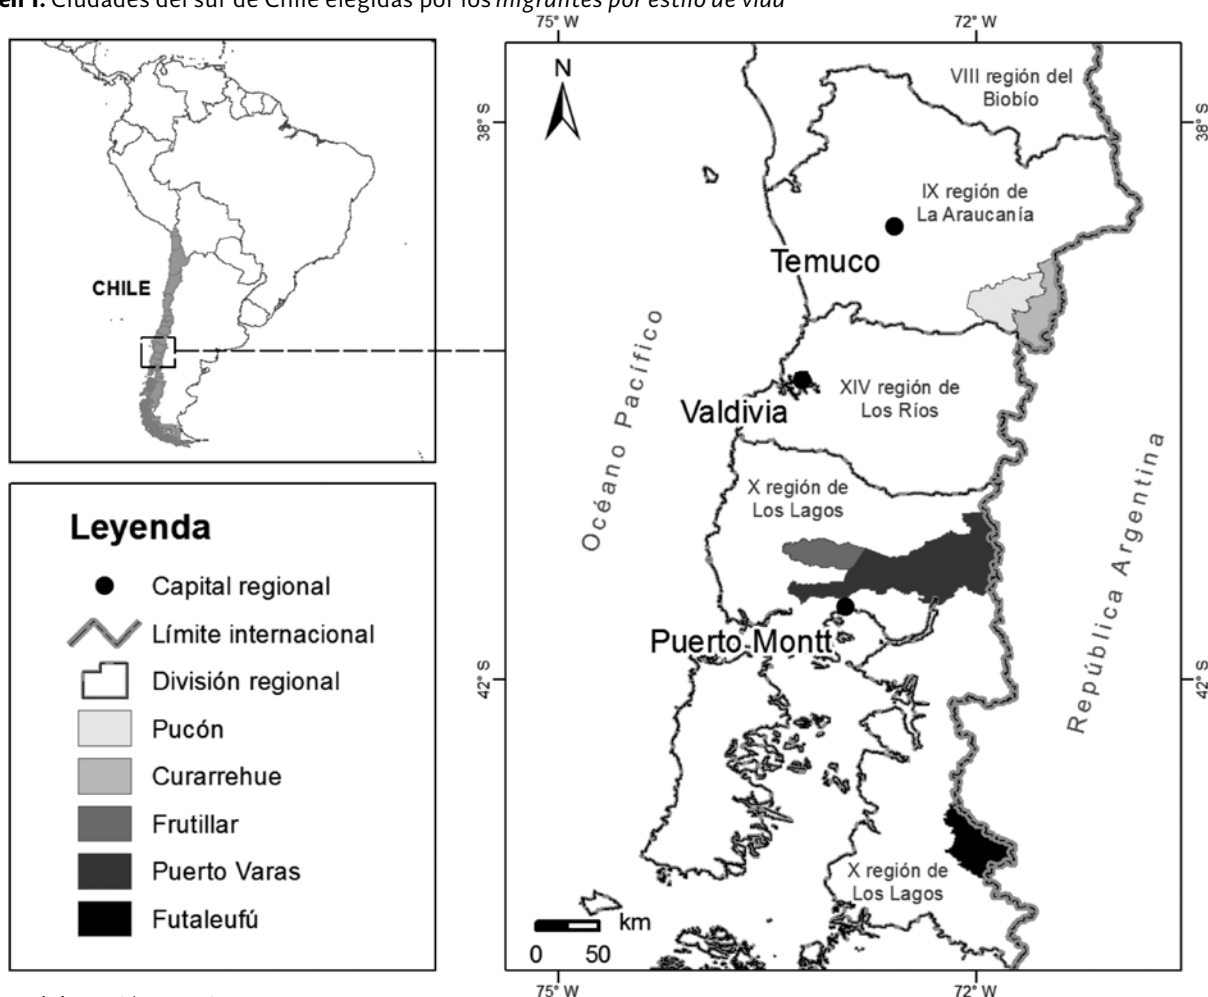 1. Ciudades del sur de Chile elegidas por los migrantes por estilo de vida
75° W
72° W
38° S
38° S
N
VIII región del
Biobío
IX región de
La Araucanía
Temuco
CHILE
Océano Pacífico
XIV región de
Los Ríos
Valdivia
República Argentina
X región de
Los Lagos
Puerto Montt
42° S
42° S
X región de
Los Lagos
km
0 50
75° W
72° W
Leyenda
Capital regional
Límite internacional
División regional
Pucón
Curarrehue
Frutillar
Puerto Varas
Futaleufú